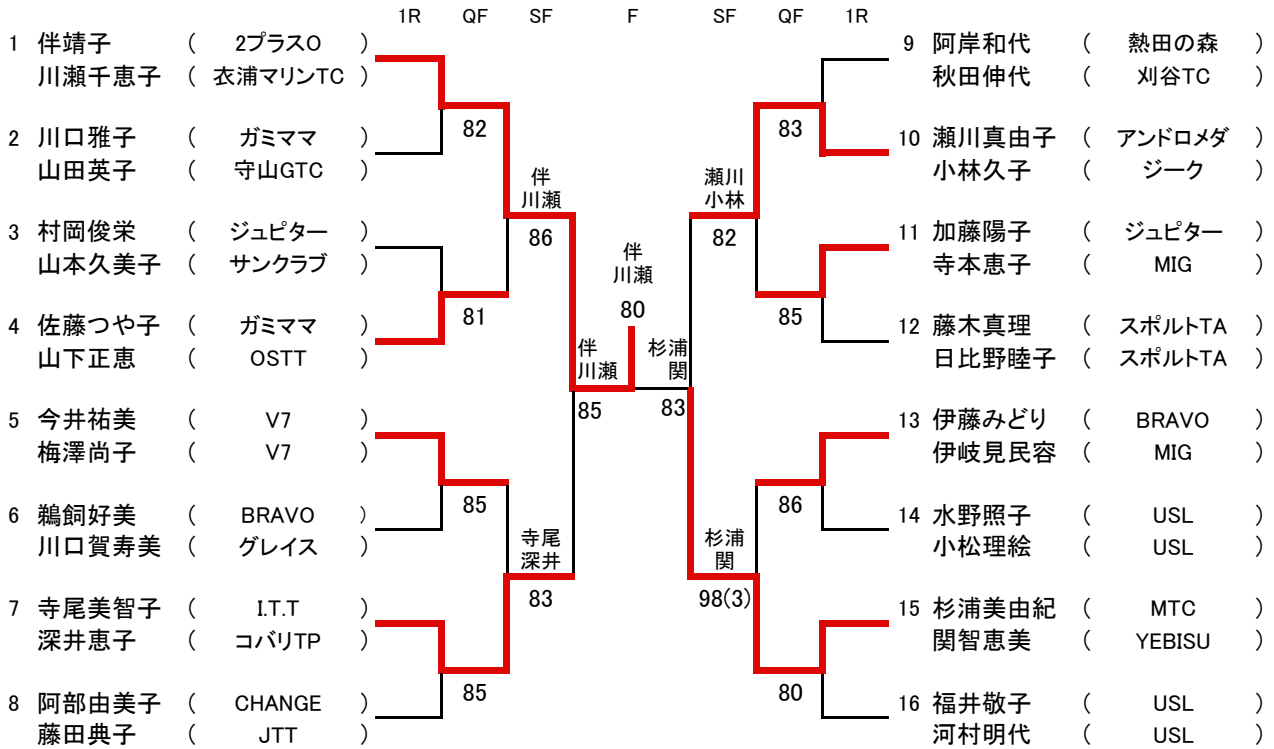 1R QF SF F SF QF 1R
1 伴靖子 ( 2プラスO )
川瀬千恵子 ( 衣浦マリンTC )
2 川口雅子 ( ガミママ )
山田英子 ( 守山GTC )
3 村岡俊栄 ( ジュピター )
山本久美子 ( サンクラブ )
4 佐藤つや子 ( ガミママ )
山下正恵 ( OSTT )
5 今井祐美 ( V7 )
梅澤尚子 ( V7 )
6 鵜飼好美 ( BRAVO )
川口賀寿美 ( グレイス )
7 寺尾美智子 ( I.T.T )
深井恵子 ( コバリTP )
8 阿部由美子 ( CHANGE )
藤田典子 ( JTT )
82
81
85
85
伴
川瀬
86
寺尾
深井
83
伴
川瀬
85
伴
川瀬
80
杉浦
関
83
瀬川
小林
82
杉浦
関
98(3)
83
85
86
80
9 阿岸和代 ( 熱田の森 )
秋田伸代 ( 刈谷TC )
10 瀬川真由子 ( アンドロメダ )
小林久子 ( ジーク )
11 加藤陽子 ( ジュピター )
寺本恵子 ( MIG )
12 藤木真理 ( スポルトTA )
日比野睦子 ( スポルトTA )
13 伊藤みどり ( BRAVO )
伊岐見民容 ( MIG )
14 水野照子 ( USL )
小松理絵 ( USL )
15 杉浦美由紀 ( MTC )
関智恵美 ( YEBISU )
16 福井敬子 ( USL )
河村明代 ( USL )